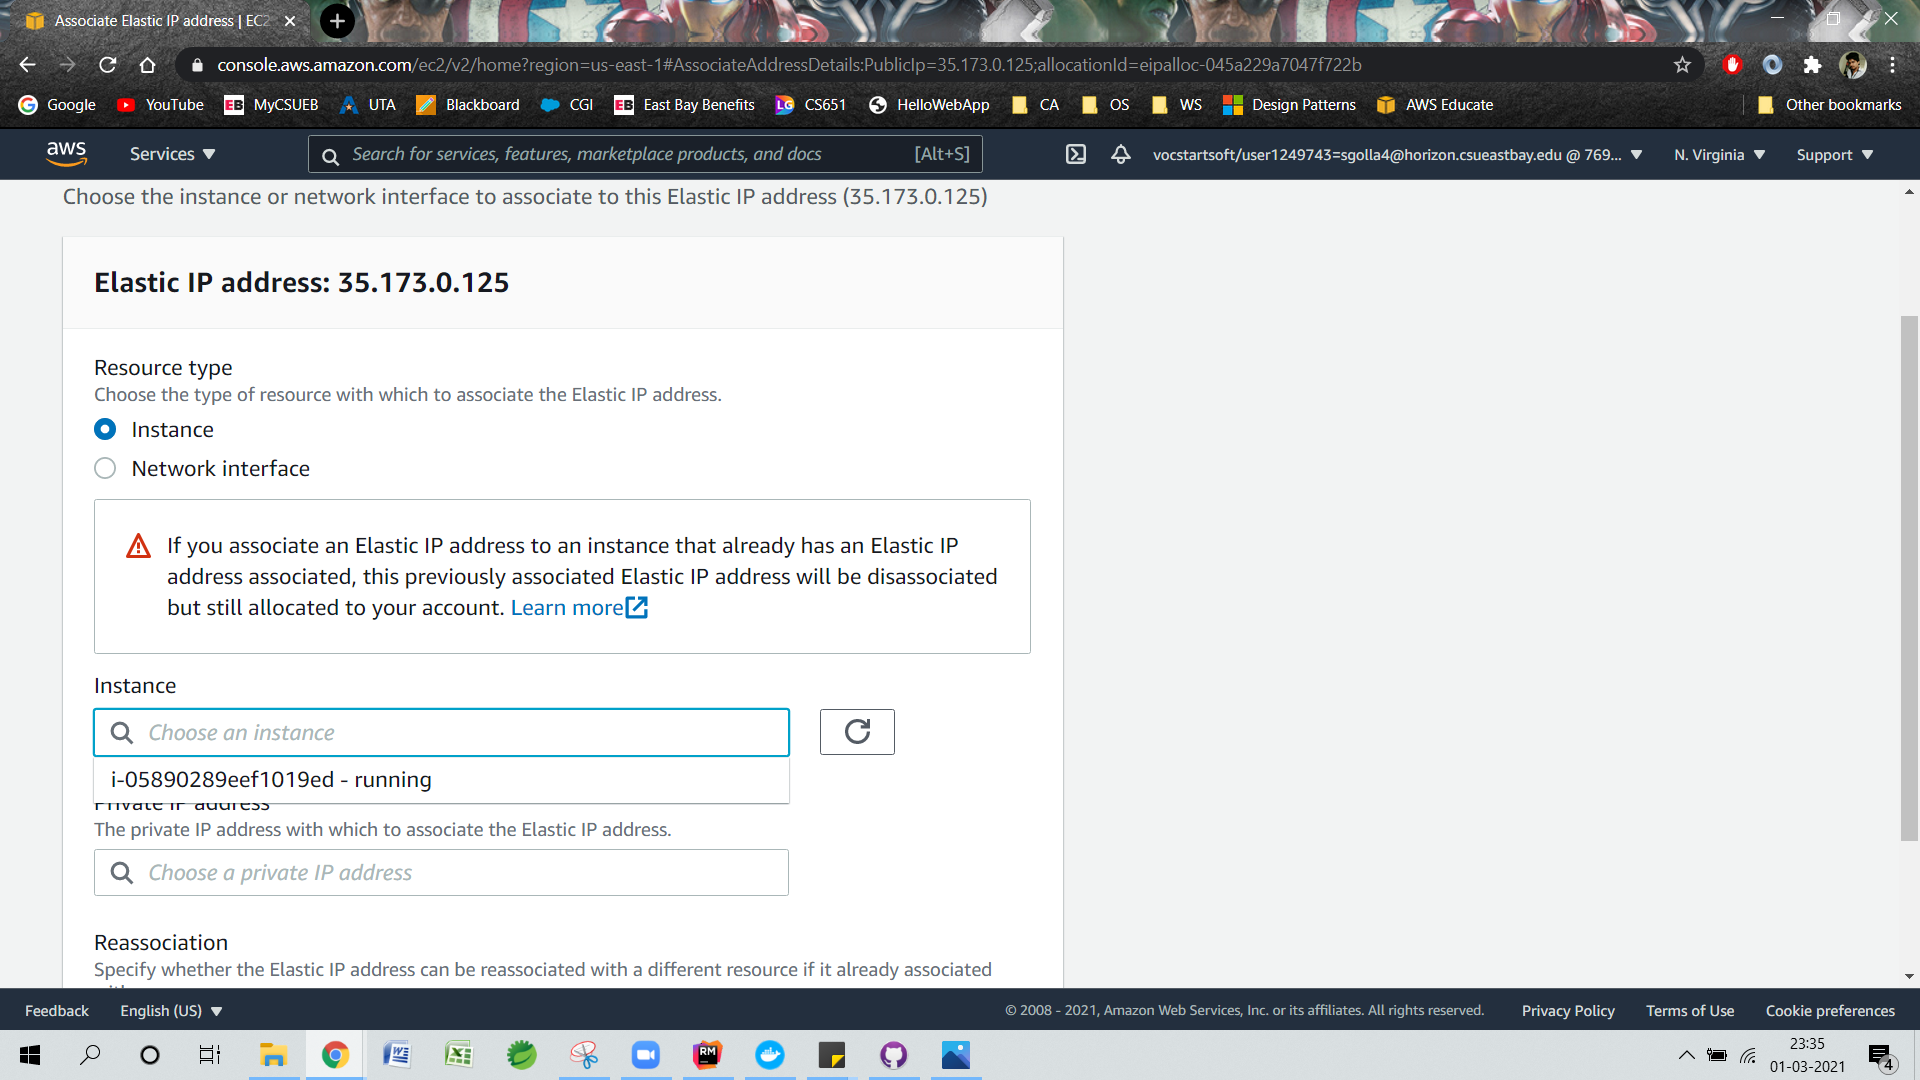 Associate Elastic IP address | EC2
console.aws.amazon.com/ec2/v2/home?region=us-east-1#AssociateAddressDetails:PublicIp=35.173.0.125;allocationId=eipalloc-045a229a7047f722b
Google YouTube EB MyCSUEB UTA Blackboard CGI EB East Bay Benefits LG CS651 HelloWebApp CA OS WS Design Patterns AWS Educate Other bookmarks
aws Services Search for services, features, marketplace products, and docs [Alt+S] vocstartsoft/user1249743=sgolla4@horizon.csueastbay.edu @ 769... N. Virginia Support
Choose the instance or network interface to associate to this Elastic IP address (35.173.0.125)
Elastic IP address: 35.173.0.125
Resource type
Choose the type of resource with which to associate the Elastic IP address.
Instance
Network interface
If you associate an Elastic IP address to an instance that already has an Elastic IP
address associated, this previously associated Elastic IP address will be disassociated
but still allocated to your account. Learn more
Instance
Choose an instance
i-05890289eef1019ed - running
Private IP address
The private IP address with which to associate the Elastic IP address.
Choose a private IP address
Reassociation
Specify whether the Elastic IP address can be reassociated with a different resource if it already associated
Feedback English (US) © 2008 - 2021, Amazon Web Services, Inc. or its affiliates. All rights reserved. Privacy Policy Terms of Use Cookie preferences
RM 23:35
01-03-2021 4